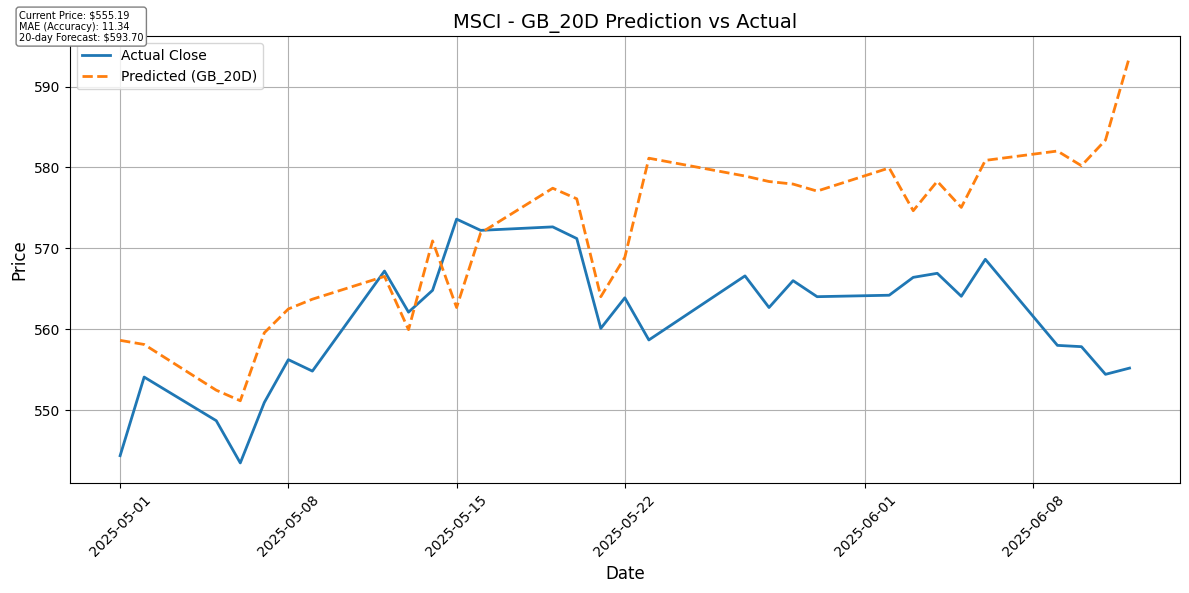 MSCI - GB_20D Prediction vs Actual
Current Price: $555.19
MAE (Accuracy): 11.34
20-day Forecast: $593.70
Actual Close
Predicted (GB_20D)
Price
590
580
570
560
550
2025-05-01
2025-05-08
2025-05-15
2025-05-22
2025-06-01
2025-06-08
Date